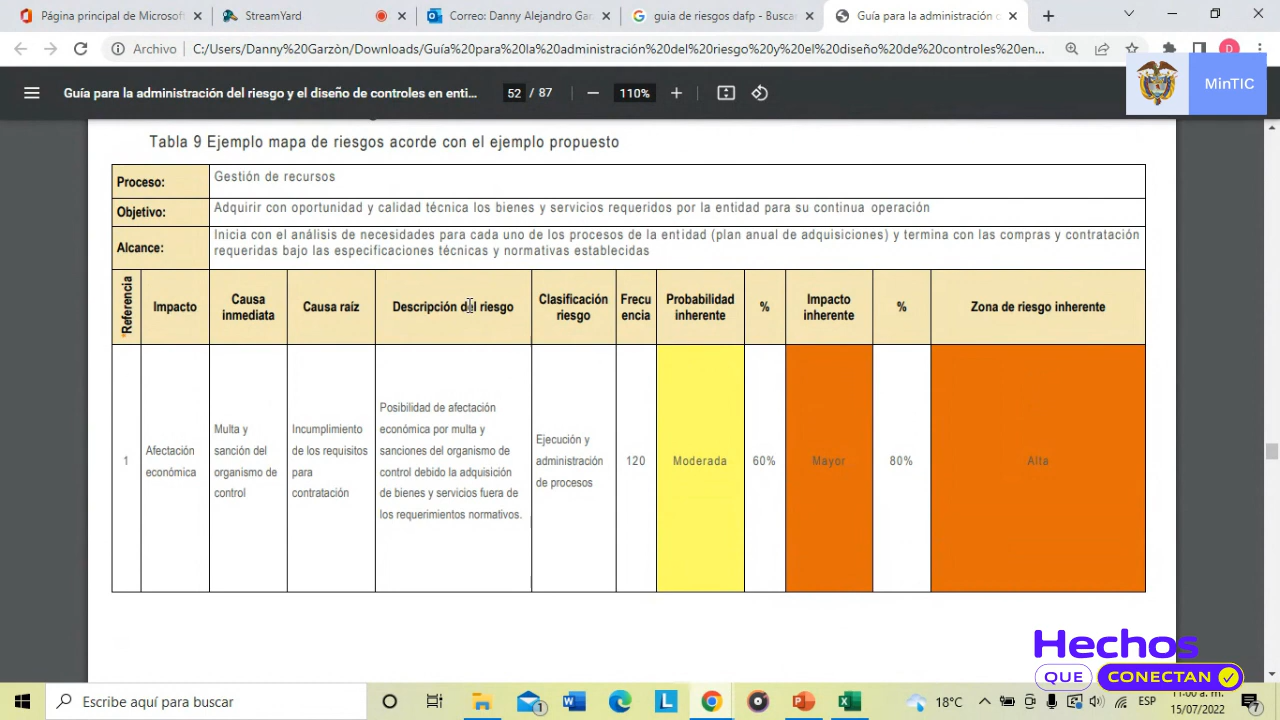 Página principal de Microsoft
StreamYard
Correo: Danny Alejandro Gar
guia de riesgos dafp - Buscar
Guía para la administración d
Archivo
C:/Users/Danny%20Garzòn/Downloads/Guía%20para%20la%20administración%20del%20riesgo%20y%20el%20diseño%20de%20controles%20en...
D
MinTIC
Guía para la administración del riesgo y el diseño de controles en enti...
52 / 87
110%
Tabla 9 Ejemplo mapa de riesgos acorde con el ejemplo propuesto
Proceso:
Gestión de recursos
Objetivo:
Adquirir con oportunidad y calidad técnica los bienes y servicios requeridos por la entidad para su continua operación
Alcance:
Inicia con el análisis de necesidades para cada uno de los procesos de la entidad (plan anual de adquisiciones) y termina con las compras y contratación
requeridas bajo las especificaciones técnicas y normativas establecidas
*Referencia
Impacto
Causa
inmediata
Causa raíz
Descripción del riesgo
Clasificación
riesgo
Frecu
encia
Probabilidad
inherente
%
Impacto
inherente
%
Zona de riesgo inherente
1
Afectación
económica
Multa y
sanción del
organismo de
control
Incumplimiento
de los requisitos
para
contratación
Posibilidad de afectación
económica por multa y
sanciones del organismo de
control debido la adquisición
de bienes y servicios fuera de
los requerimientos normativos.
Ejecución y
administración
de procesos
120
Moderada
60%
Mayor
80%
Alta
Hechos
QUE CONECTAN
Escribe aquí para buscar
1
W
L
18°C
ESP
11:00 a. m.
15/07/2022
7